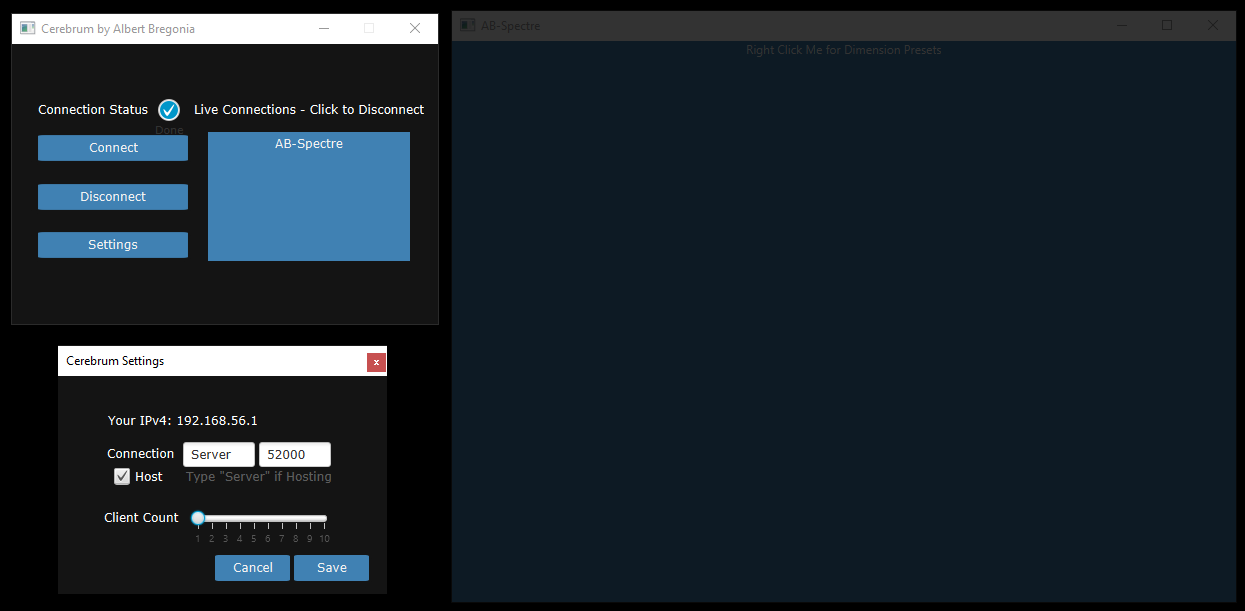 Cerebrum by Albert Bregonia
Connection Status
Live Connections - Click to Disconnect
Done
Connect
Disconnect
Settings
AB-Spectre
Cerebrum Settings
x
Your IPv4: 192.168.56.1
Connection Server 52000
Host
Type "Server" if Hosting
Client Count
1 2 3 4 5 6 7 8 9 10
Cancel Save
AB-Spectre
Right Click Me for Dimension Presets